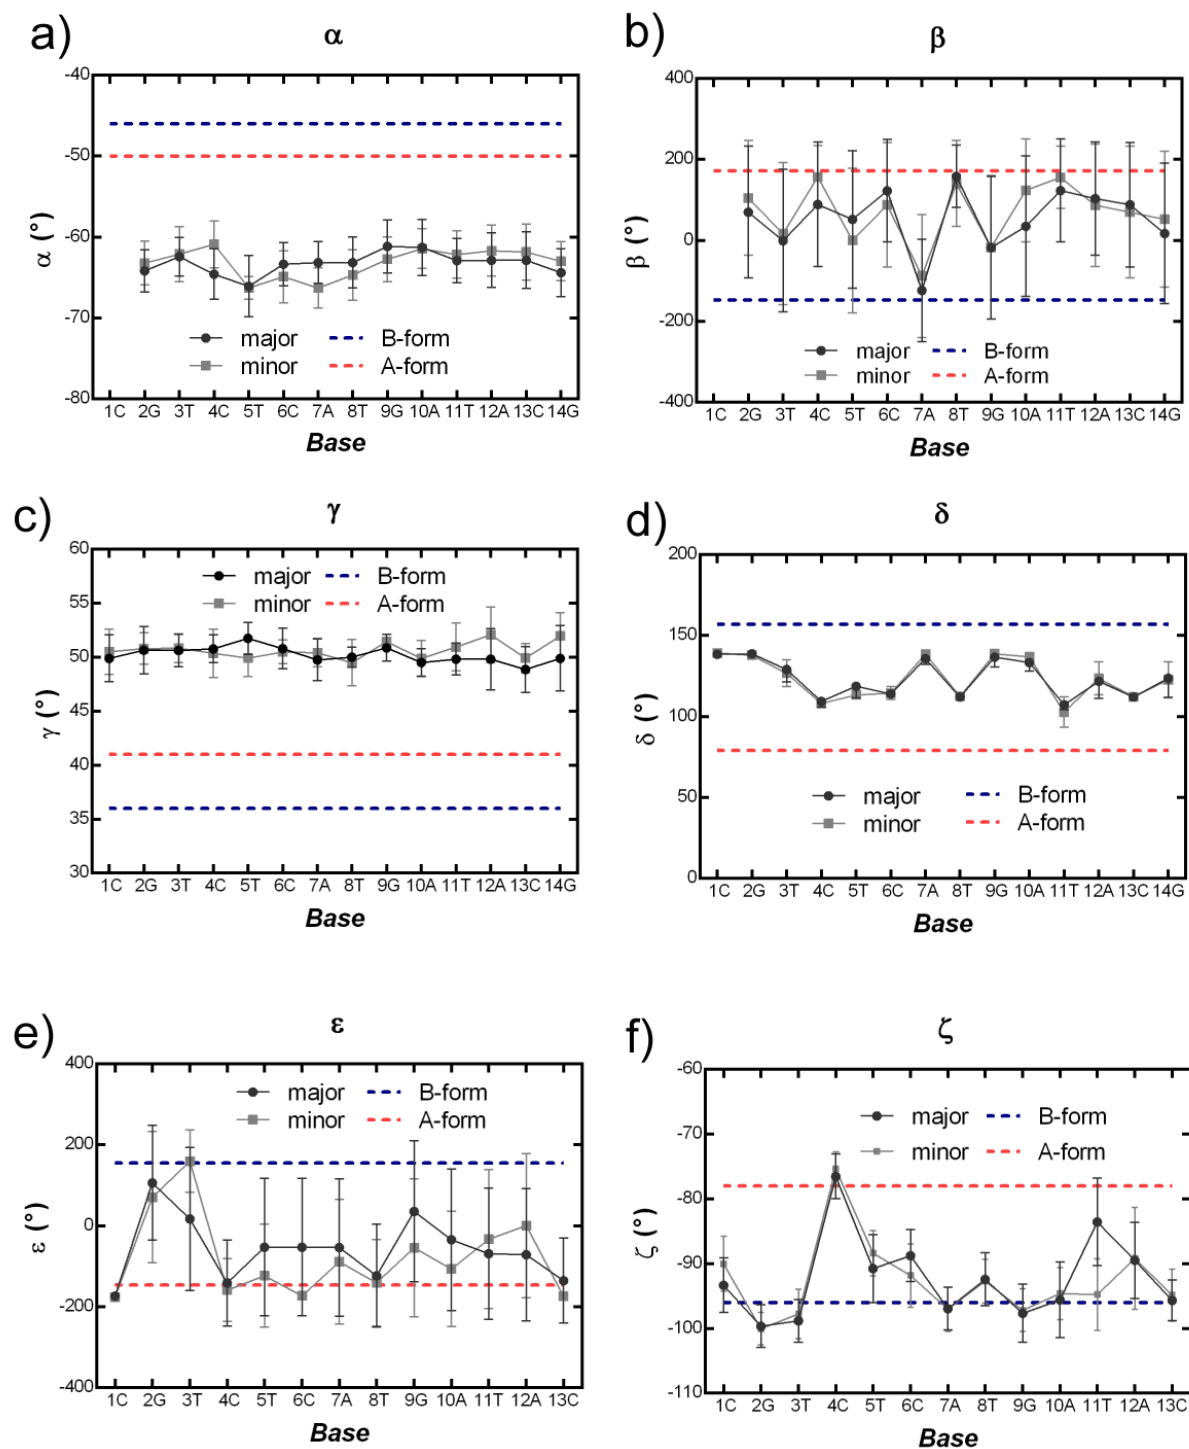 a) α
-40
-50
-60
-70
-80
α (°)
major B-form
minor A-form
1C 2G 3T 4C 5T 6C 7A 8T 9G 10A 11T 12A 13C 14G
Base
b) β
400
200
0
-200
-400
β (°)
major B-form
minor A-form
1C 2G 3T 4C 5T 6C 7A 8T 9G 10A 11T 12A 13C 14G
Base
c) γ
60
55
50
45
40
35
30
γ (°)
major B-form
minor A-form
1C 2G 3T 4C 5T 6C 7A 8T 9G 10A 11T 12A 13C 14G
Base
d) δ
200
150
100
50
0
δ (°)
major B-form
minor A-form
1C 2G 3T 4C 5T 6C 7A 8T 9G 10A 11T 12A 13C 14G
Base
e) ε
400
200
0
-200
-400
ε (°)
major B-form
minor A-form
1C 2G 3T 4C 5T 6C 7A 8T 9G 10A 11T 12A 13C
Base
f) ζ
-60
-70
-80
-90
-100
-110
ζ (°)
major B-form
minor A-form
1C 2G 3T 4C 5T 6C 7A 8T 9G 10A 11T 12A 13C
Base